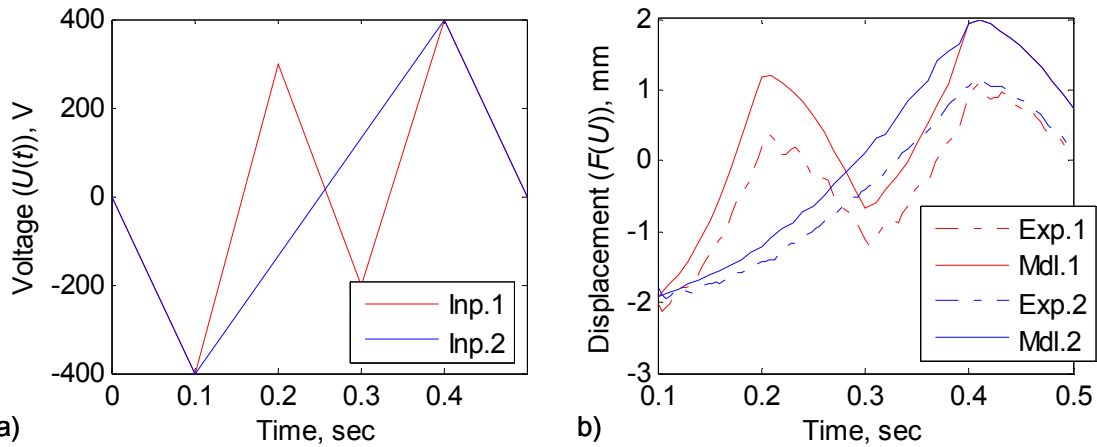 Voltage (U(t)), V
400
200
0
-200
-400
0
0.1
0.2
0.3
0.4
Time, sec
Inp.1
Inp.2
a)
Displacement (F(U)), mm
2
1
0
-1
-2
-3
0.1
0.2
0.3
0.4
0.5
Time, sec
Exp.1
Mdl.1
Exp.2
Mdl.2
b)